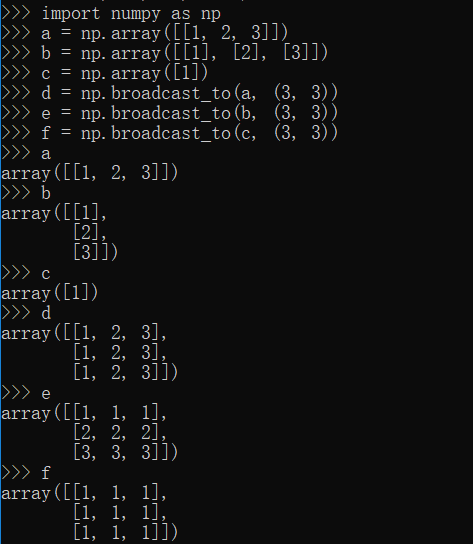 >>> import numpy as np
>>> a = np.array([[1, 2, 3]])
>>> b = np.array([[1], [2], [3]])
>>> c = np.array([1])
>>> d = np.broadcast_to(a, (3, 3))
>>> e = np.broadcast_to(b, (3, 3))
>>> f = np.broadcast_to(c, (3, 3))
>>> a
array([[1, 2, 3]])
>>> b
array([[1],
       [2],
       [3]])
>>> c
array([1])
>>> d
array([[1, 2, 3],
       [1, 2, 3],
       [1, 2, 3]])
>>> e
array([[1, 1, 1],
       [2, 2, 2],
       [3, 3, 3]])
>>> f
array([[1, 1, 1],
       [1, 1, 1],
       [1, 1, 1]])